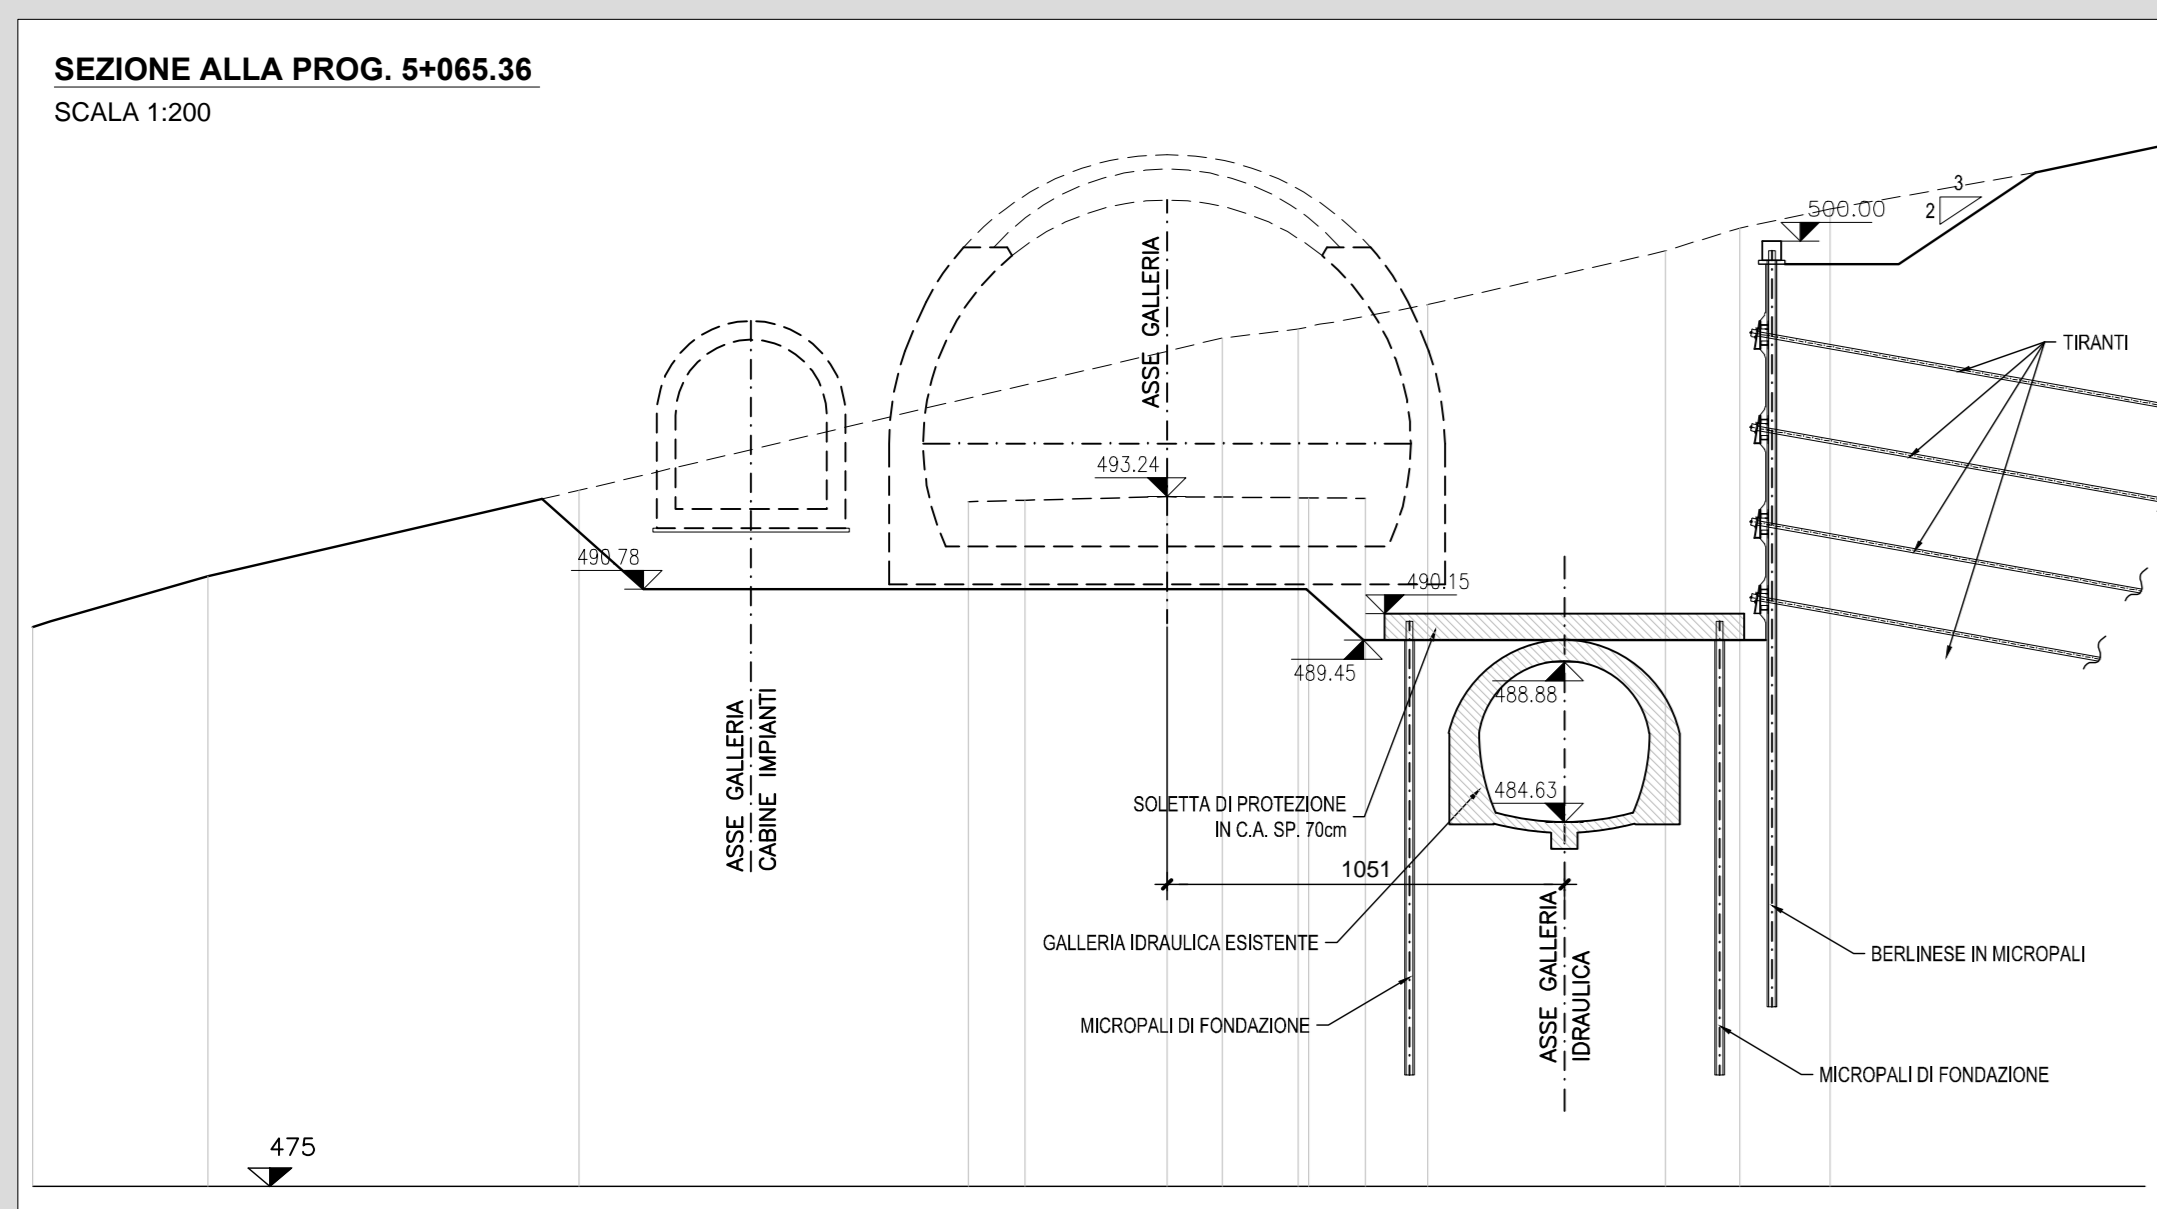 SEZIONE ALLA PROG. 5+065.36
SCALA 1:200
3
2
500.00
ASSE GALLERIA
TIRANTI
493.24
490.78
490.15
489.45
488.88
ASSE GALLERIA
CABINE IMPIANTI
484.63
SOLETTA DI PROTEZIONE
IN C.A. SP. 70cm
1051
GALLERIA IDRAULICA ESISTENTE
BERLINESE IN MICROPALI
ASSE GALLERIA
IDRAULICA
MICROPALI DI FONDAZIONE
MICROPALI DI FONDAZIONE
475